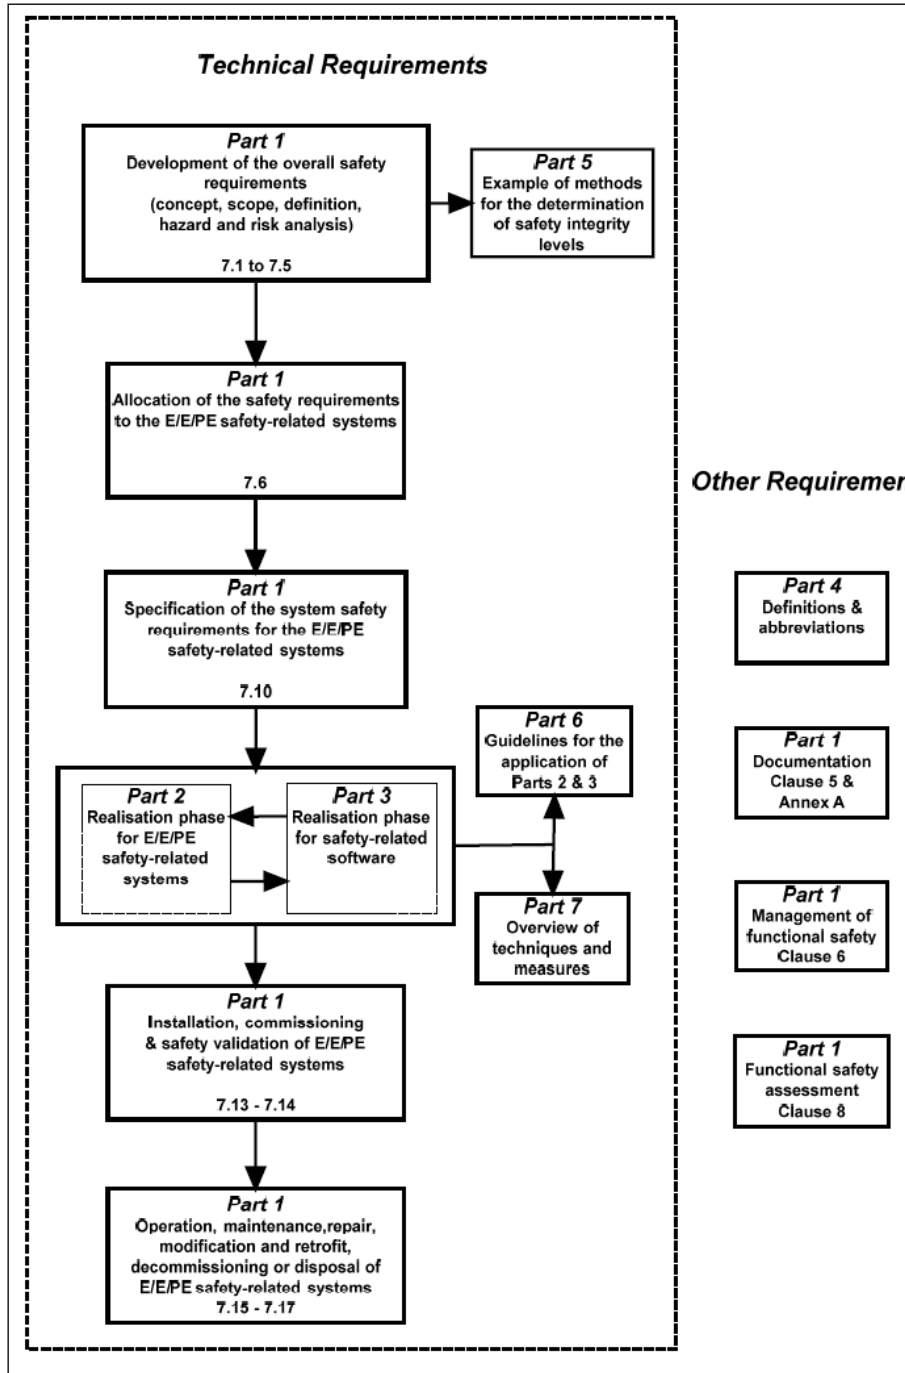 Technical Requirements
Part 1
Development of the overall safety
requirements
(concept, scope, definition,
hazard and risk analysis)
7.1 to 7.5
Part 5
Example of methods
for the determination
of safety integrity
levels
Part 1
Allocation of the safety requirements
to the E/E/PE safety-related systems
7.6
Part 1
Specification of the system safety
requirements for the E/E/PE
safety-related systems
7.10
Part 6
Guidelines for the
application of
Parts 2 & 3
Part 2
Realisation phase
for E/E/PE
safety-related
systems
Part 3
Realisation phase
for safety-related
software
Part 7
Overview of
techniques and
measures
Part 1
Installation, commissioning
& safety validation of E/E/PE
safety-related systems
7.13 - 7.14
Part 1
Operation, maintenance,repair,
modification and retrofit,
decommissioning or disposal of
E/E/PE safety-related systems
7.15 - 7.17
Other Requiremen
Part 4
Definitions &
abbreviations
Part 1
Documentation
Clause 5 &
Annex A
Part 1
Management of
functional safety
Clause 6
Part 1
Functional safety
assessment
Clause 8